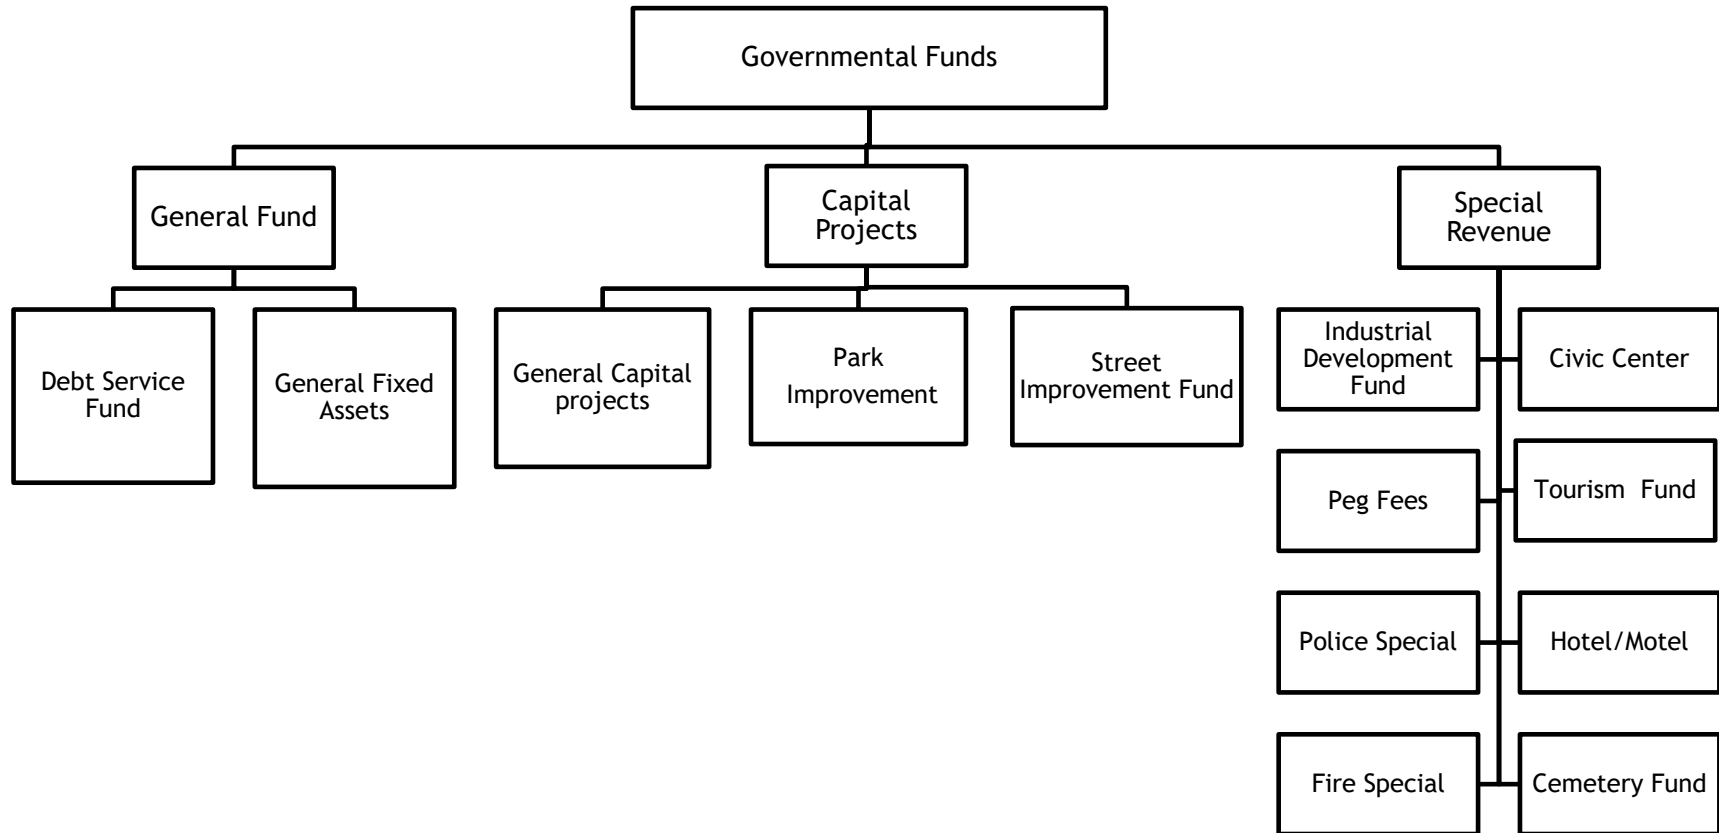 Governmental Funds
General Fund
Capital
Projects
Special
Revenue
Debt Service
Fund
General Fixed
Assets
General Capital
projects
Park
Improvement
Street
Improvement Fund
Industrial
Development
Fund
Civic Center
Peg Fees
Tourism  Fund
Police Special
Hotel/Motel
Fire Special
Cemetery Fund